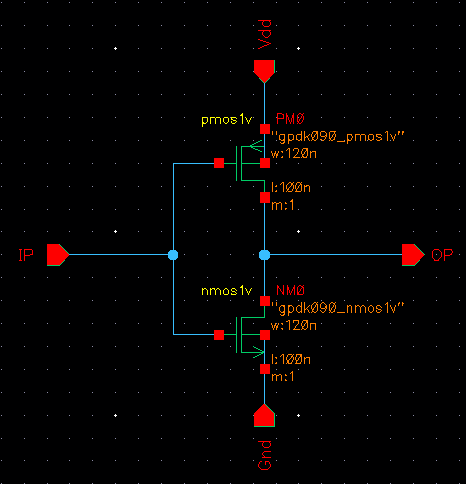 Vdd
pmos1v
PM0
"gpdk090_pmos1v"
w:120n
l:100n
m:1
IP
OP
nmos1v
NM0
"gpdk090_nmos1v"
w:120n
l:100n
m:1
Gnd